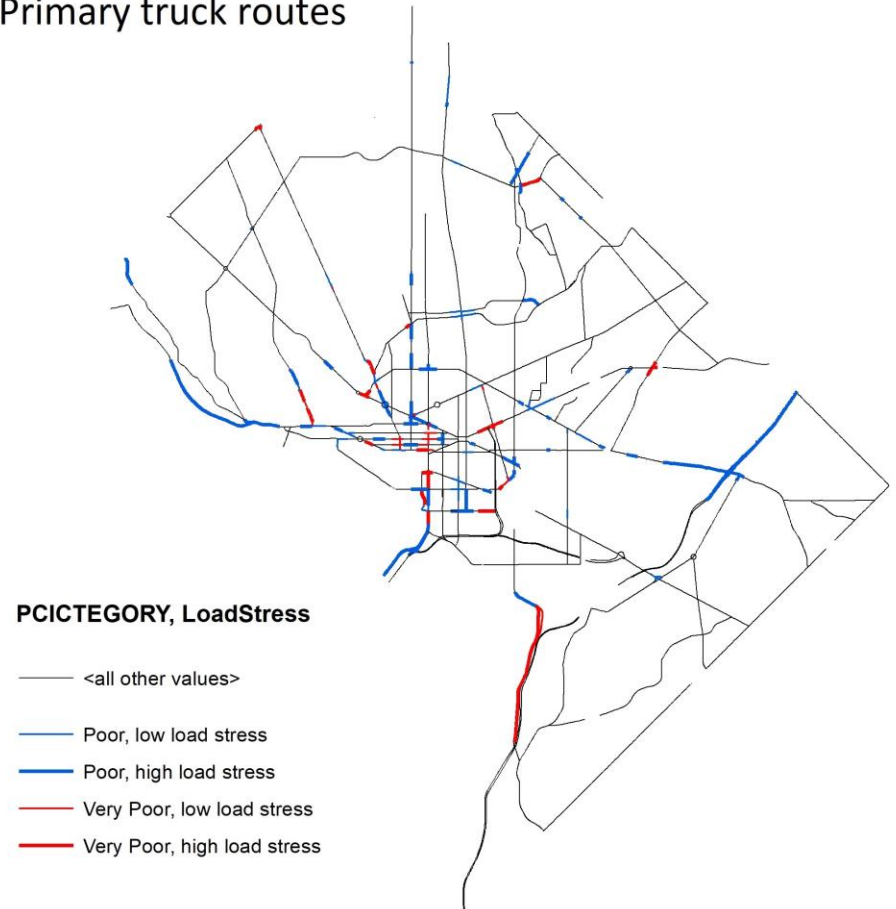 Primary truck routes
PCICTEGORY, LoadStress
<all other values>
Poor, low load stress
Poor, high load stress
Very Poor, low load stress
Very Poor, high load stress